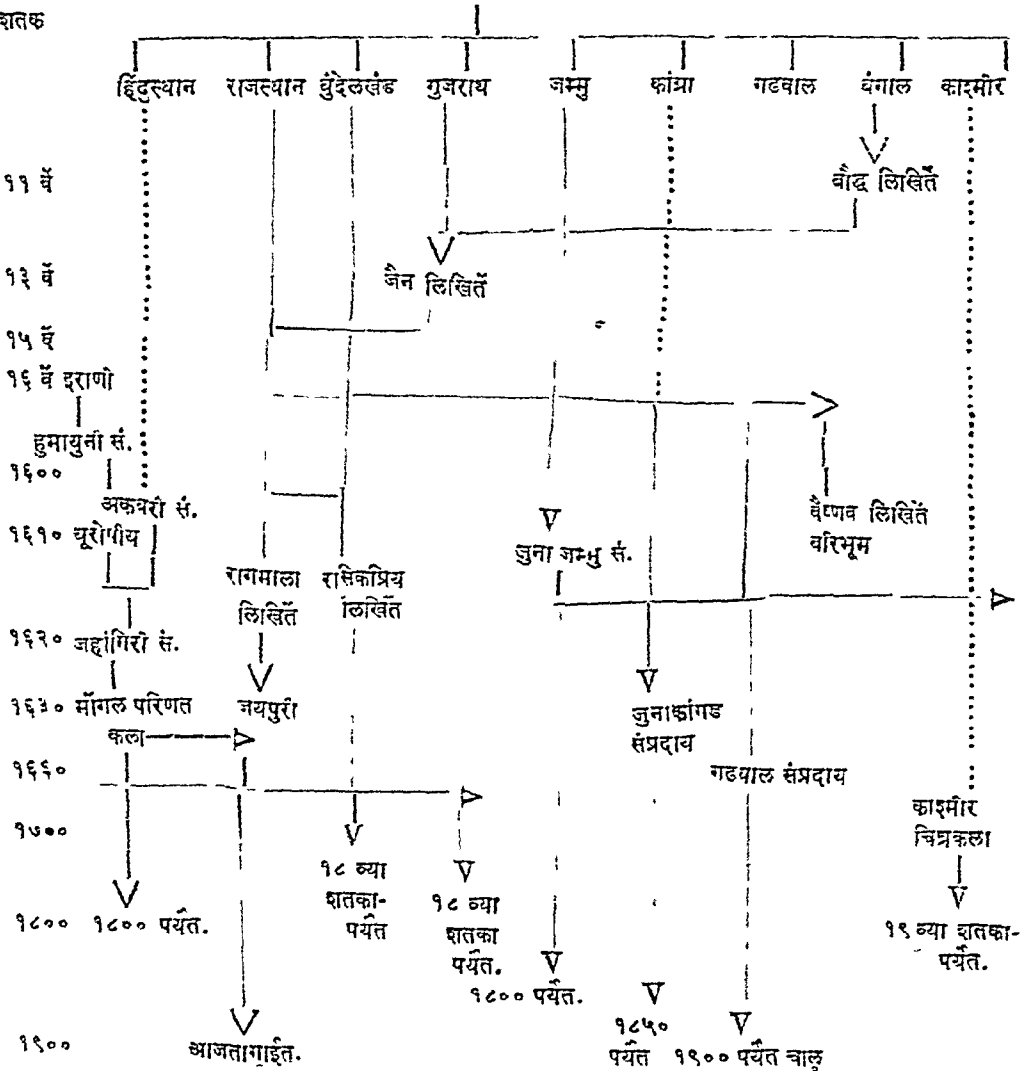 शतक
हिंदुस्थान राजस्थान बुंदेलखंड गुजराथ जम्मु कांग्रा गढवाल बंगाल काश्मीर
११ वें बौद्ध लिखितें
१३ वें जैन लिखितें
१५ वें
१६ वें इराणी
हुमायुनी सं.
१६००
अकबरी सं. वैष्णव लिखितें
१६१० यूरोपीय जुना जम्मु सं. वरिभूम
रागमाला रसिकप्रिय
लिखितें लिखितें
१६२० जहांगिरी सं.
१६३० मोंगल परिणत जयपुरी जुनाकांगडा
कला संप्रदाय
१६६० गढवाल संप्रदाय
काश्मीर
१७०० चित्रकला
१८ व्या
शतका- १८ व्या
१८०० १८०० पर्यंत. पर्यंत शतका १९ व्या शतका-
पर्यंत. पर्यंत.
१८०० पर्यंत.
१८५०
१९०० आजतागाईत. पर्यंत १९०० पर्यंत चालू